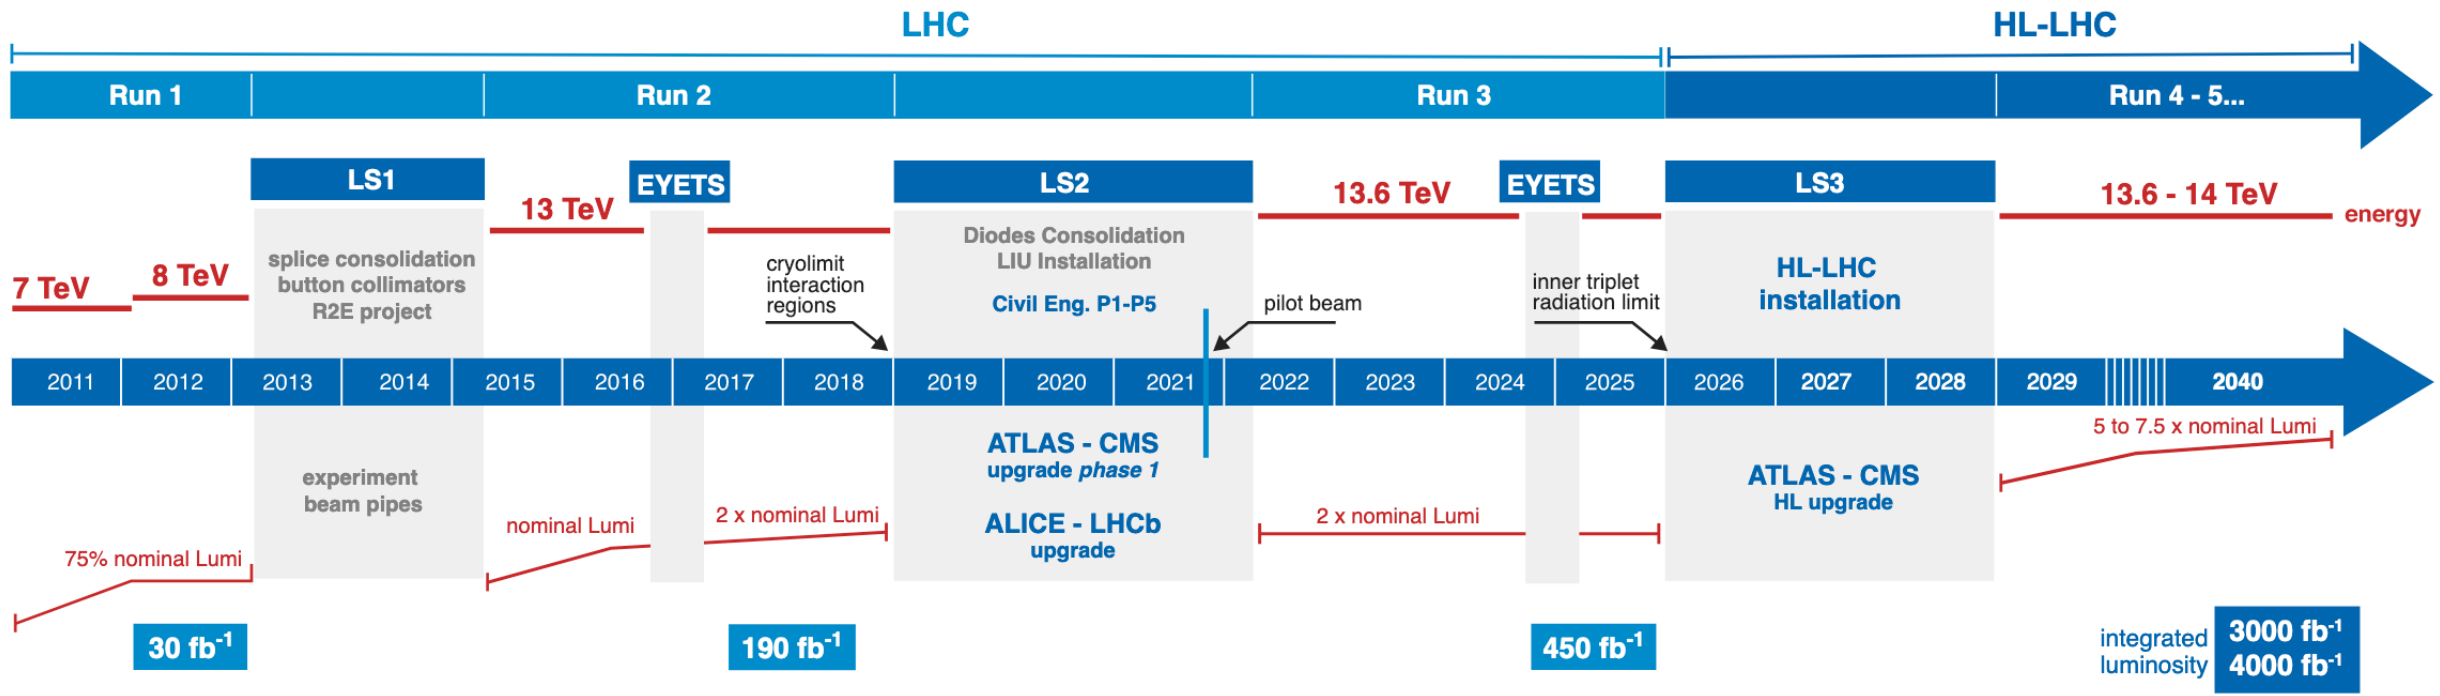 LHC
HL-LHC
Run 1
Run 2
Run 3
Run 4 - 5...
LS1
EYETS
LS2
EYETS
LS3
7 TeV
8 TeV
13 TeV
13.6 TeV
13.6 - 14 TeV
energy
splice consolidation
button collimators
R2E project
cryolimit
interaction
regions
Diodes Consolidation
LIU Installation
Civil Eng. P1-P5
pilot beam
inner triplet
radiation limit
HL-LHC
installation
2011 2012 2013 2014 2015 2016 2017 2018 2019 2020 2021 2022 2023 2024 2025 2026 2027 2028 2029 2040
experiment
beam pipes
ATLAS - CMS
upgrade phase 1
ALICE - LHCb
upgrade
ATLAS - CMS
HL upgrade
75% nominal Lumi
nominal Lumi
2 x nominal Lumi
2 x nominal Lumi
5 to 7.5 x nominal Lumi
30 fb⁻¹
190 fb⁻¹
450 fb⁻¹
integrated
luminosity
3000 fb⁻¹
4000 fb⁻¹